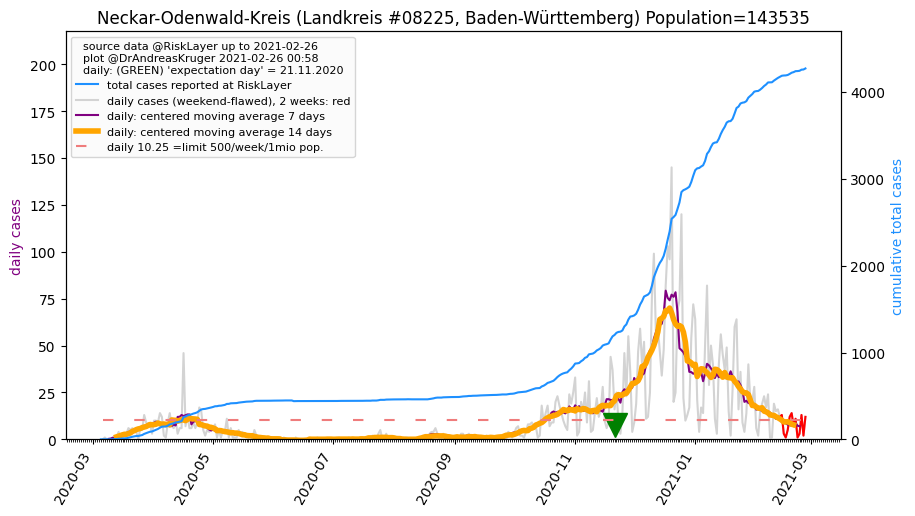 Neckar-Odenwald-Kreis (Landkreis #08225, Baden-Württemberg) Population=143535
source data @RiskLayer up to 2021-02-26
plot @DrAndreasKruger 2021-02-26 00:58
daily: (GREEN) 'expectation day' = 21.11.2020
total cases reported at RiskLayer
daily cases (weekend-flawed), 2 weeks: red
daily: centered moving average 7 days
daily: centered moving average 14 days
daily 10.25 =limit 500/week/1mio pop.
daily cases
200
175
150
125
100
75
50
25
0
cumulative total cases
4000
3000
2000
1000
0
2020-03
2020-05
2020-07
2020-09
2020-11
2021-01
2021-03